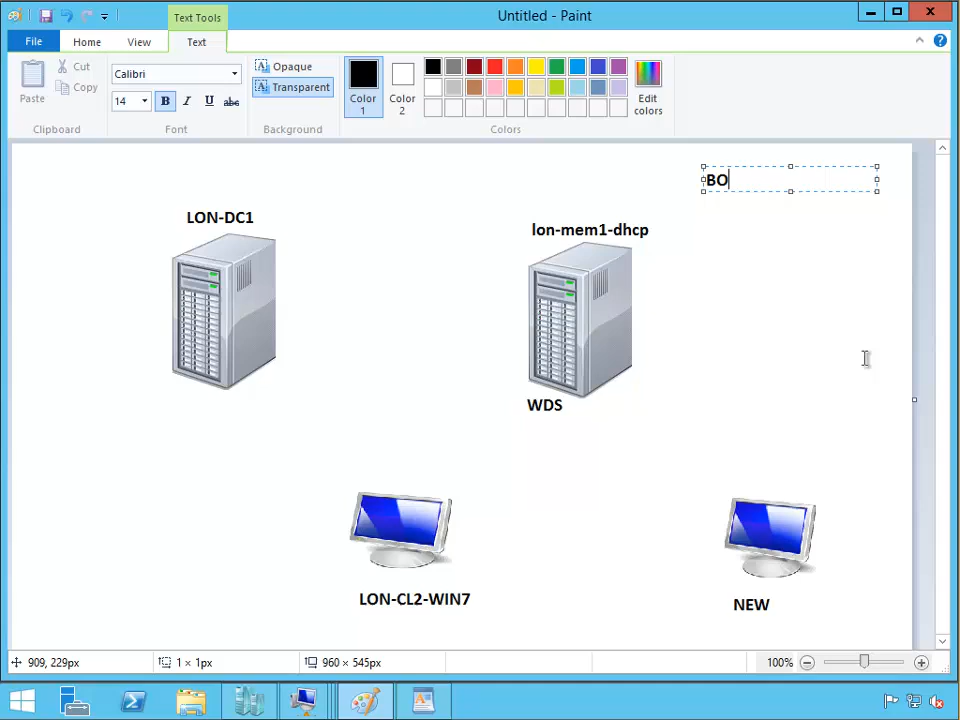 Untitled - Paint
Text Tools
File
Home
View
Text
Paste
Cut
Copy
Clipboard
Calibri
14
B
I
U
abc
Font
A Opaque
A Transparent
Background
Color 1
Color 2
Edit colors
Colors
BO
LON-DC1
lon-mem1-dhcp
WDS
LON-CL2-WIN7
NEW
909, 229px
1 × 1px
960 × 545px
100%